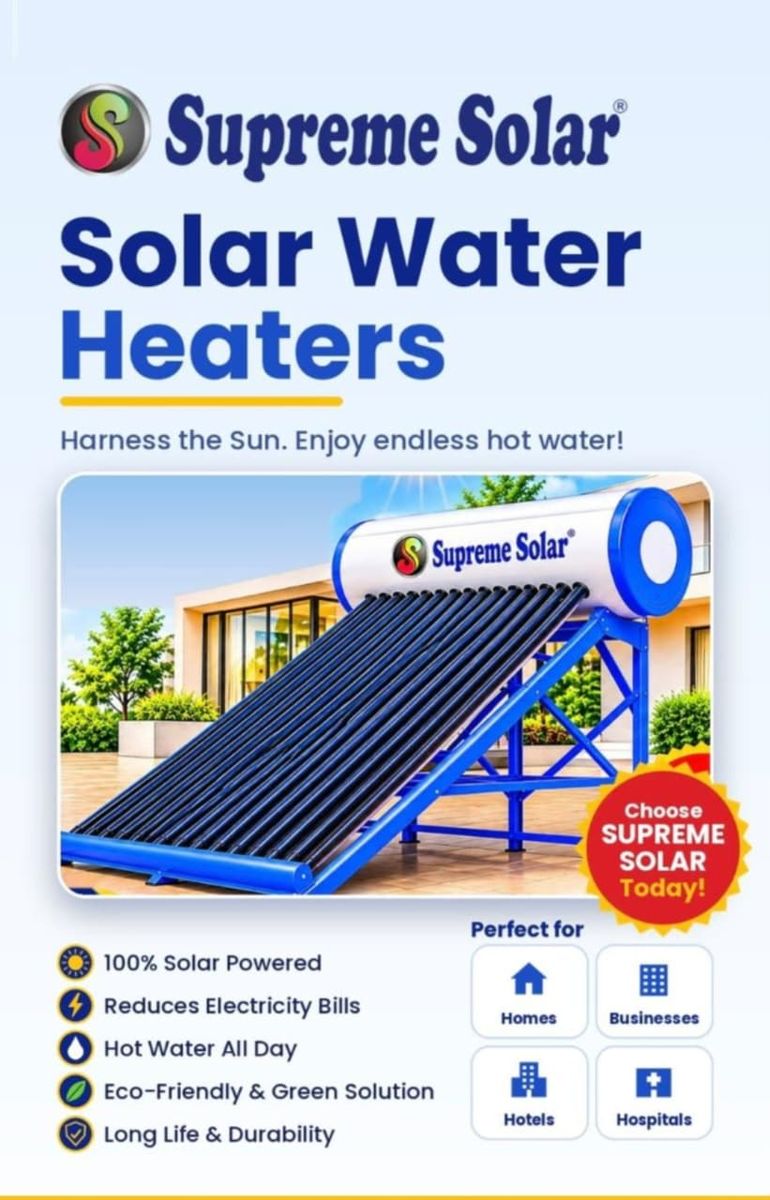 Supreme Solar®
Solar Water
Heaters
Harness the Sun. Enjoy endless hot water!
Supreme Solar®
Choose
SUPREME
SOLAR
Today!
100% Solar Powered
Reduces Electricity Bills
Hot Water All Day
Eco-Friendly & Green Solution
Long Life & Durability
Perfect for
Homes
Businesses
Hotels
Hospitals